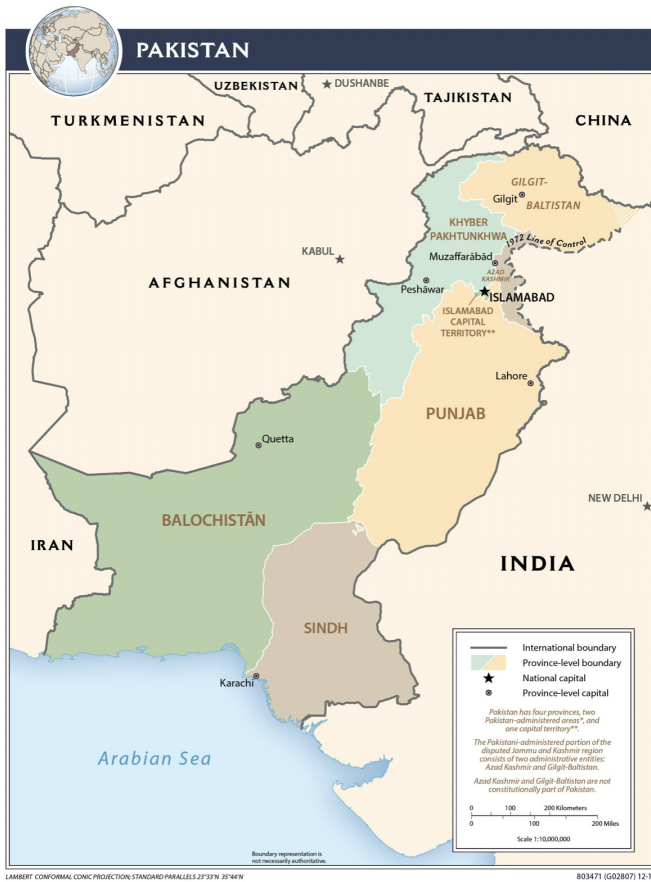 PAKISTAN
UZBEKISTAN
DUSHANBE
TAJIKISTAN
TURKMENISTAN
CHINA
GILGIT-
BALTISTAN
Gilgit
KHYBER
PAKHTUNKHWA
1972 Line of Control
Muzaffarābād
AZAD
KASHMIR
KABUL
AFGHANISTAN
Peshāwar
ISLAMABAD
ISLAMABAD
CAPITAL
TERRITORY**
Lahore
PUNJAB
Quetta
NEW DELHI
BALOCHISTĀN
IRAN
INDIA
SINDH
Karachi
Arabian Sea
International boundary
Province-level boundary
National capital
Province-level capital
Pakistan has four provinces, two
Pakistan-administered areas*, and
one capital territory**.
The Pakistani-administered portion of the
disputed Jammu and Kashmir region
consists of two administrative entities:
Azad Kashmir and Gilgit-Baltistan.
Azad Kashmir and Gilgit-Baltistan are not
constitutionally part of Pakistan.
0 100 200 Kilometers
0 100 200 Miles
Scale 1:10,000,000
Boundary representation is
not necessarily authoritative.
LAMBERT CONFORMAL CONIC PROJECTION; STANDARD PARALLELS 23°33'N 35°44'N
803471 (G02807) 12-1